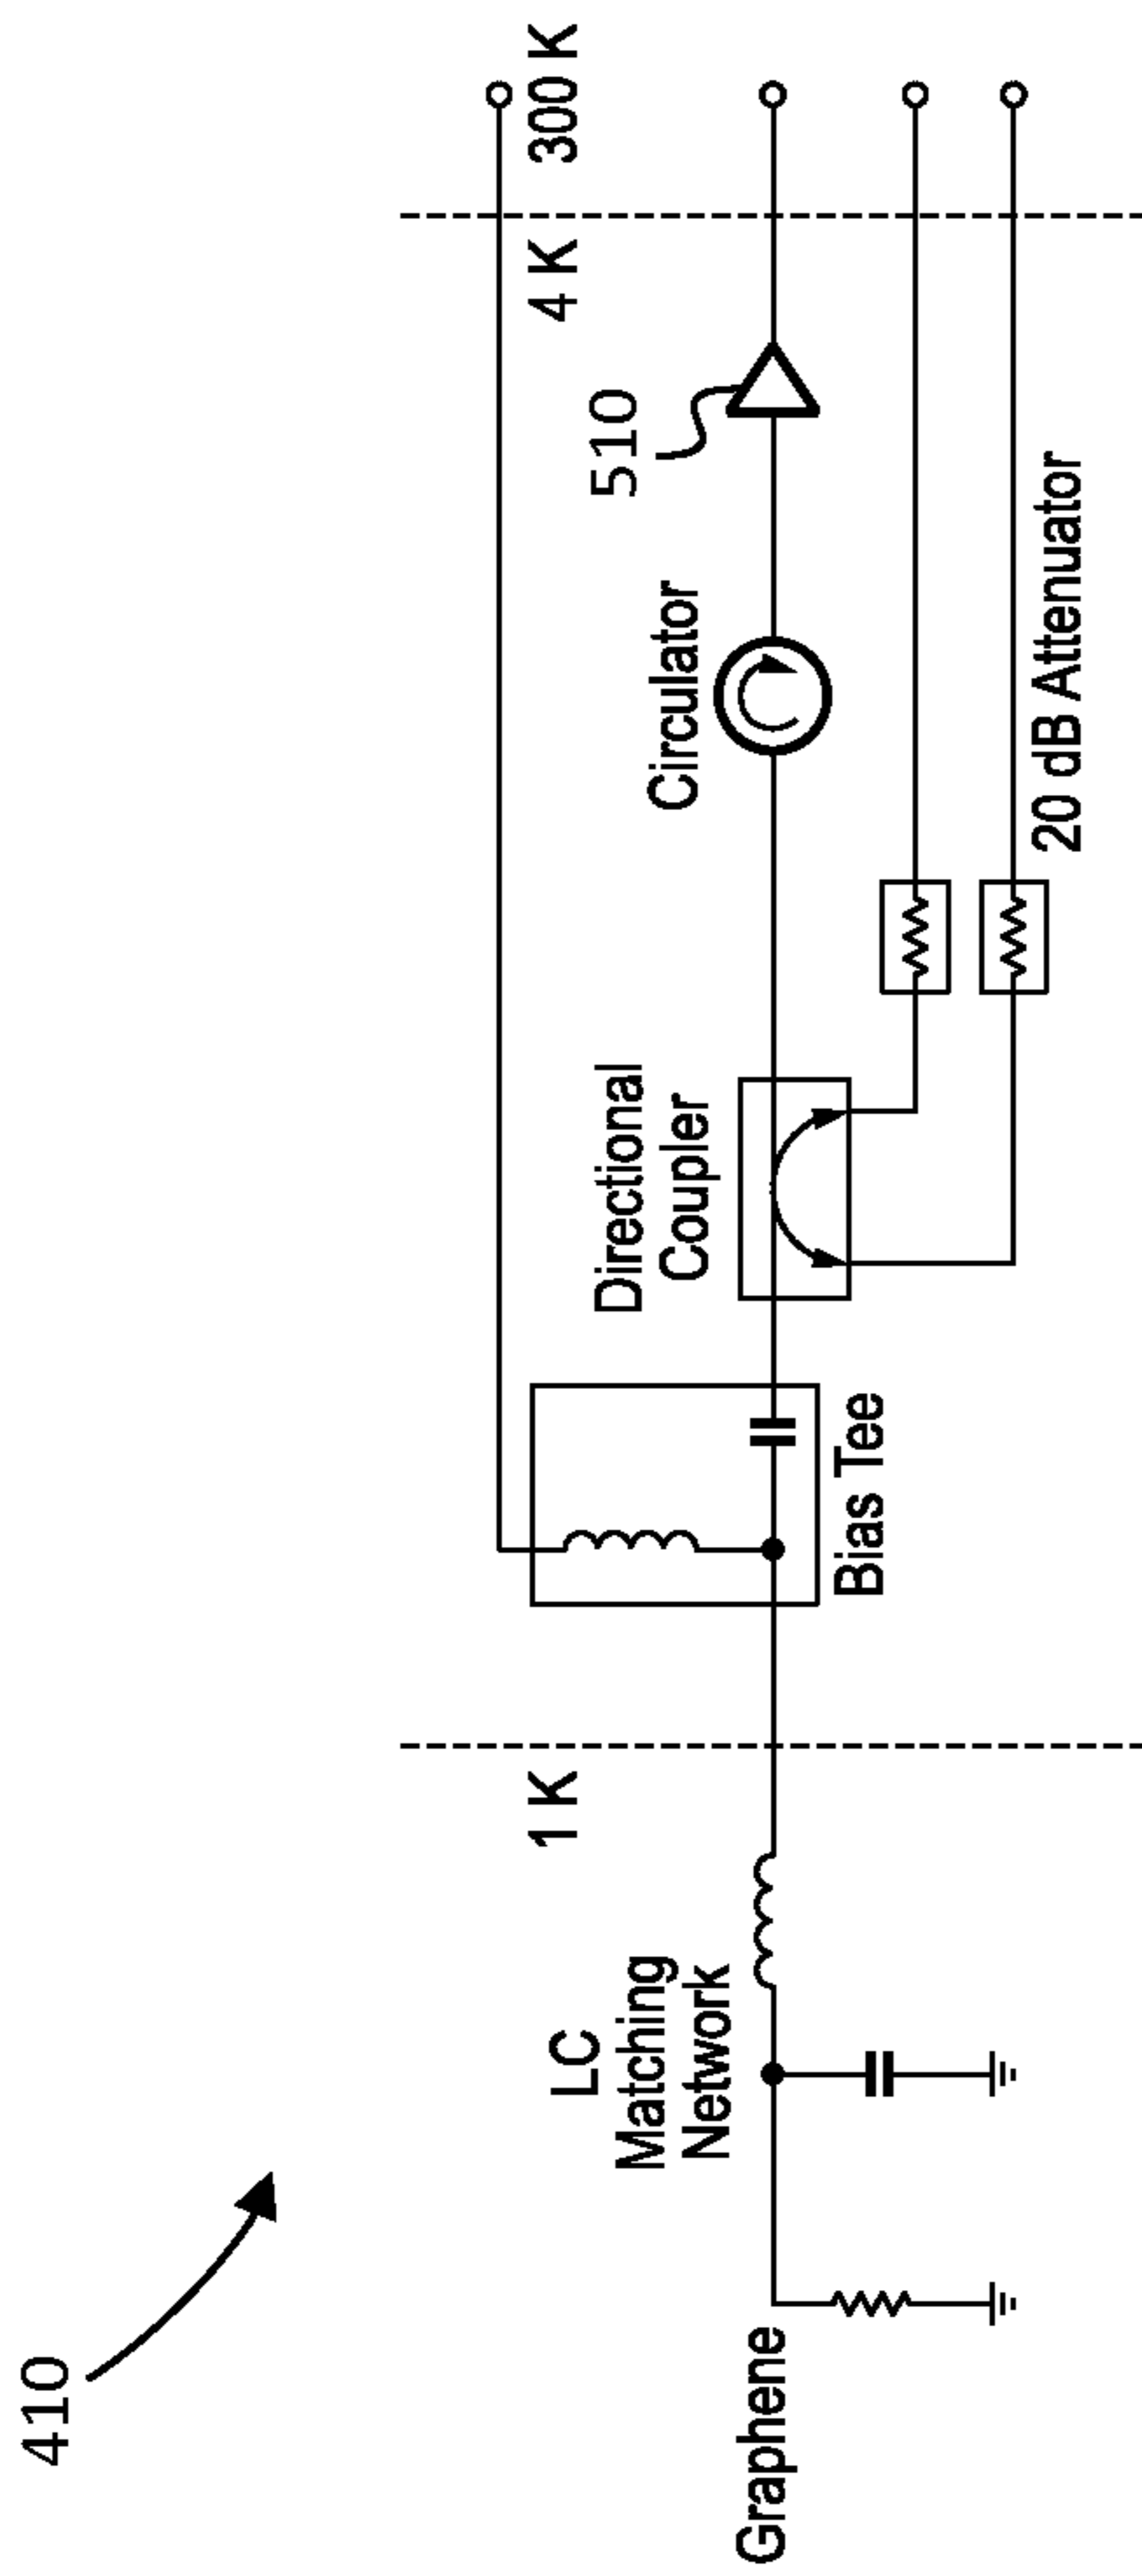 410
Graphene
LC
Matching
Network
1 K
Bias Tee
Directional
Coupler
20 dB Attenuator
Circulator
510
4 K
300 K